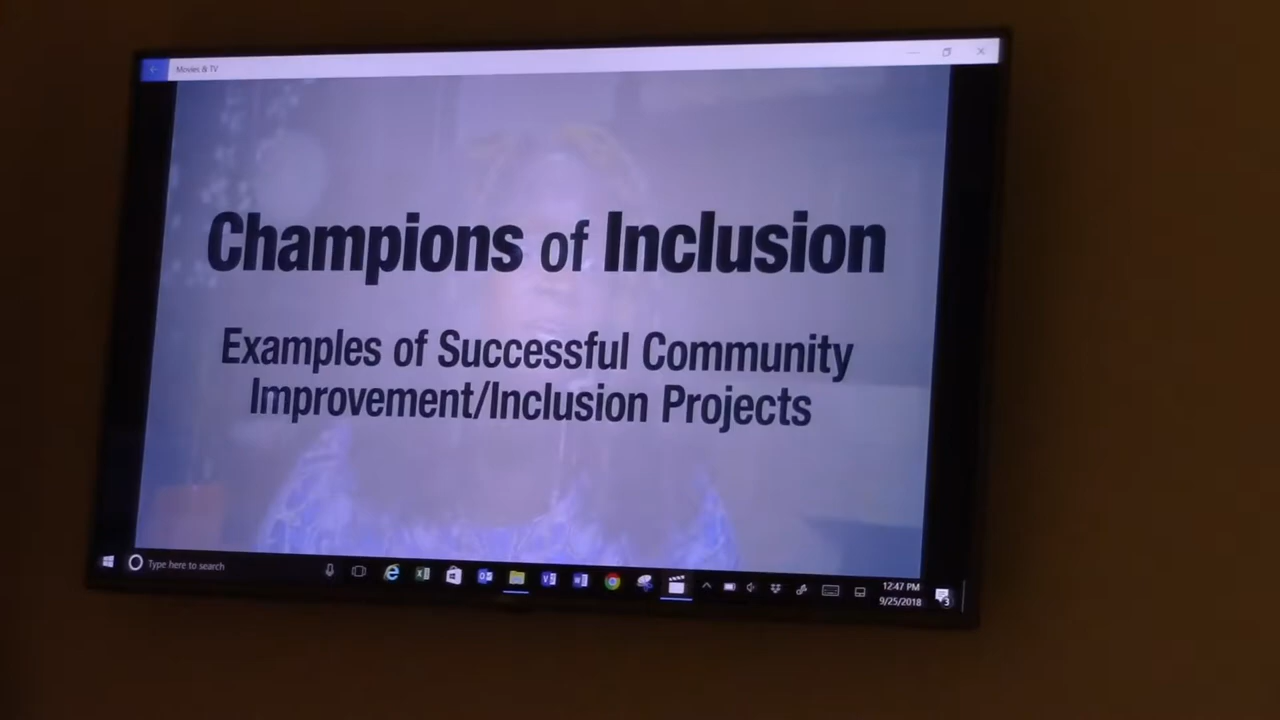 Movies & TV
Champions of Inclusion
Examples of Successful Community
Improvement/Inclusion Projects
Type here to search
12:47 PM
9/25/2018
3